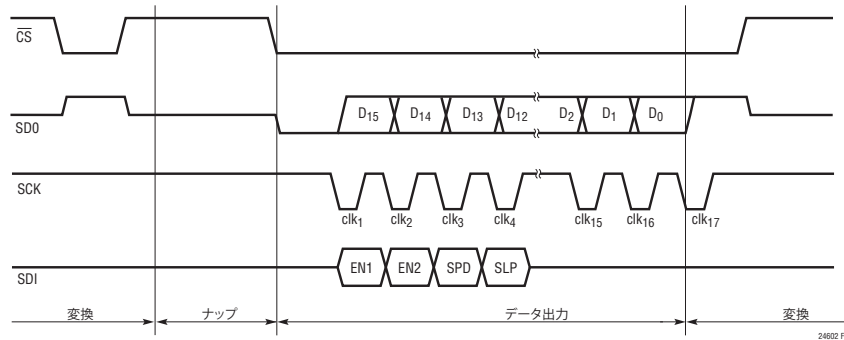 CS
SD0
D15 D14 D13 D12 D2 D1 D0
SCK
clk1 clk2 clk3 clk4 clk15 clk16 clk17
SDI
EN1 EN2 SPD SLP
変換 ナップ データ出力 変換
24602 F